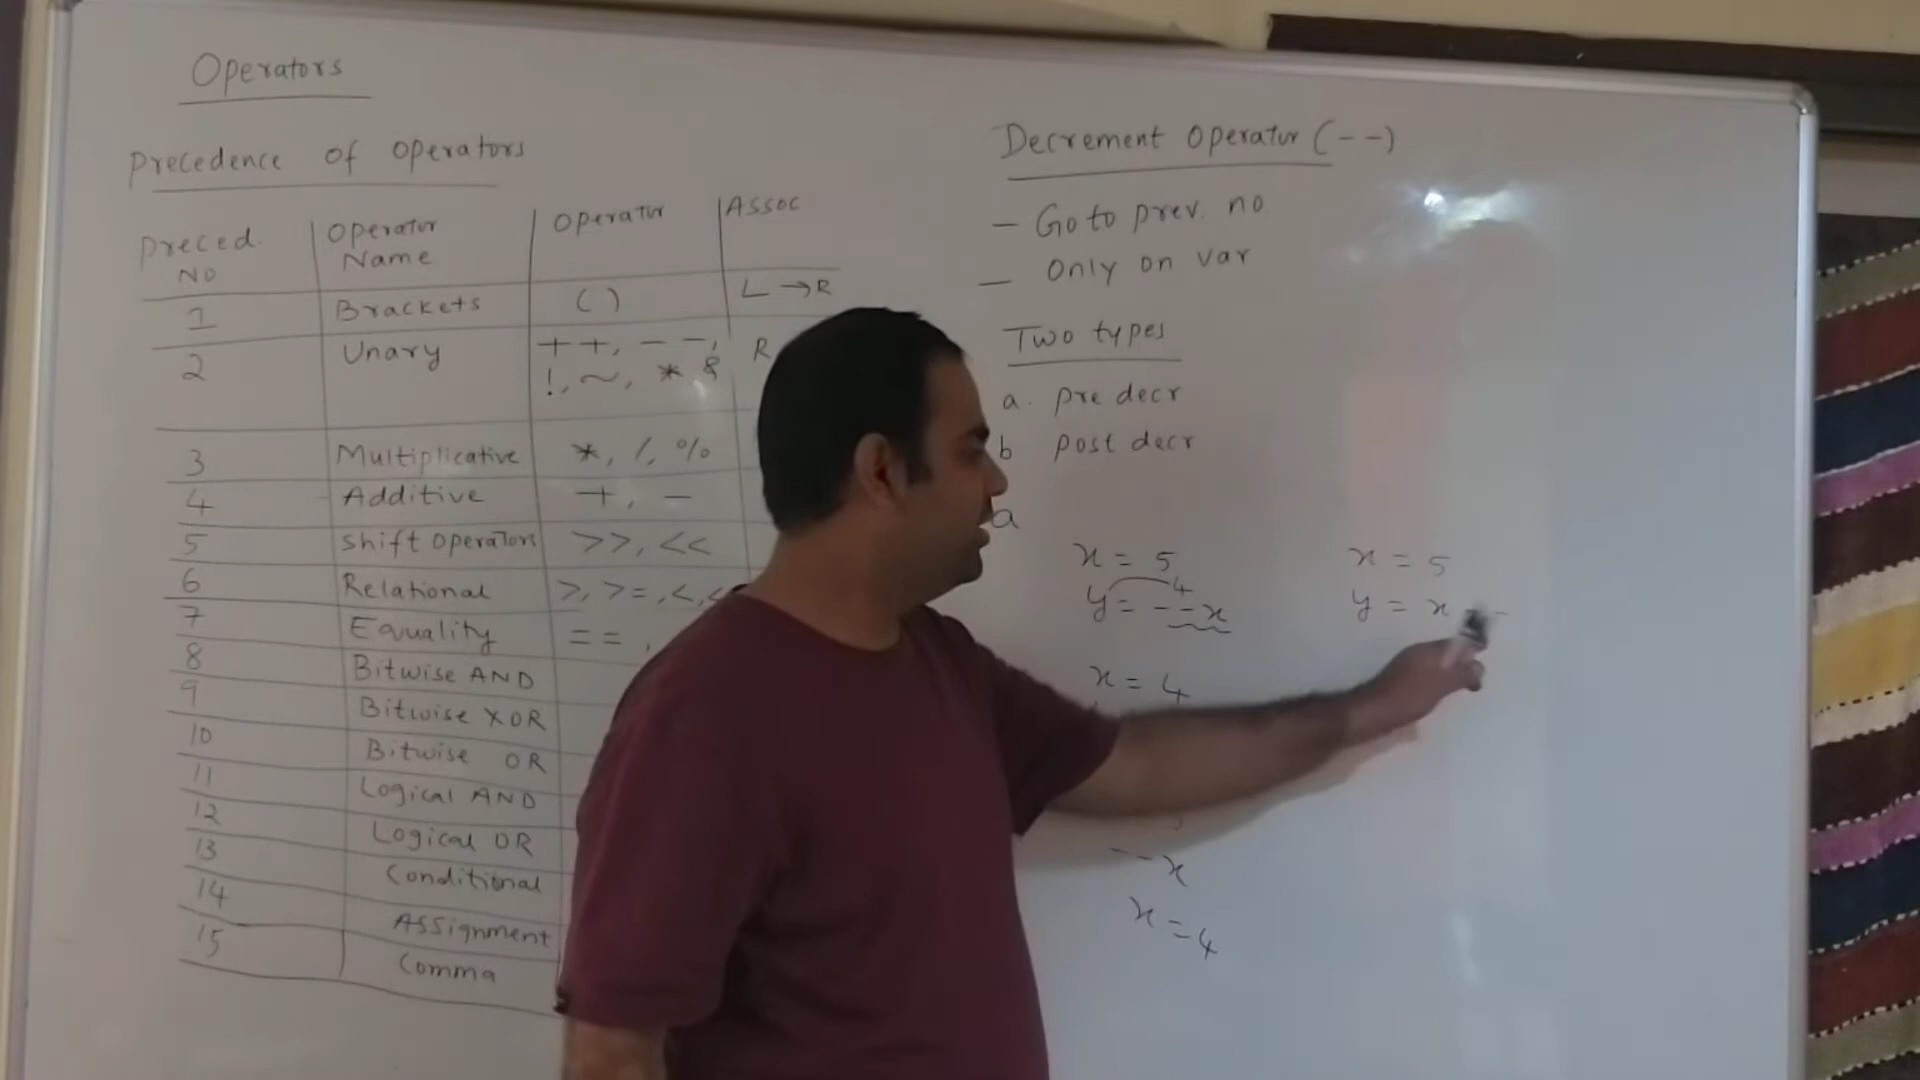 Operators
Precedence of Operators
Preced. No | Operator Name | Operator | Assoc
1 | Brackets | ( ) | L → R
2 | Unary | ++, --, !, ~, * & | R
3 | Multiplicative | *, /, %
4 | Additive | +, -
5 | Shift Operators | >>, <<
6 | Relational | >, >=, <, <
7 | Equality | == ,
8 | Bitwise AND
9 | Bitwise XOR
10 | Bitwise OR
11 | Logical AND
12 | Logical OR
13 | Conditional
14 | Assignment
15 | Comma
Decrement Operator (--)
- Go to prev. no
- Only on var
Two types
a. pre decr
b post decr
a
x = 5
4
y = --x
x = 4
--x
x = 4
x = 5
y = x